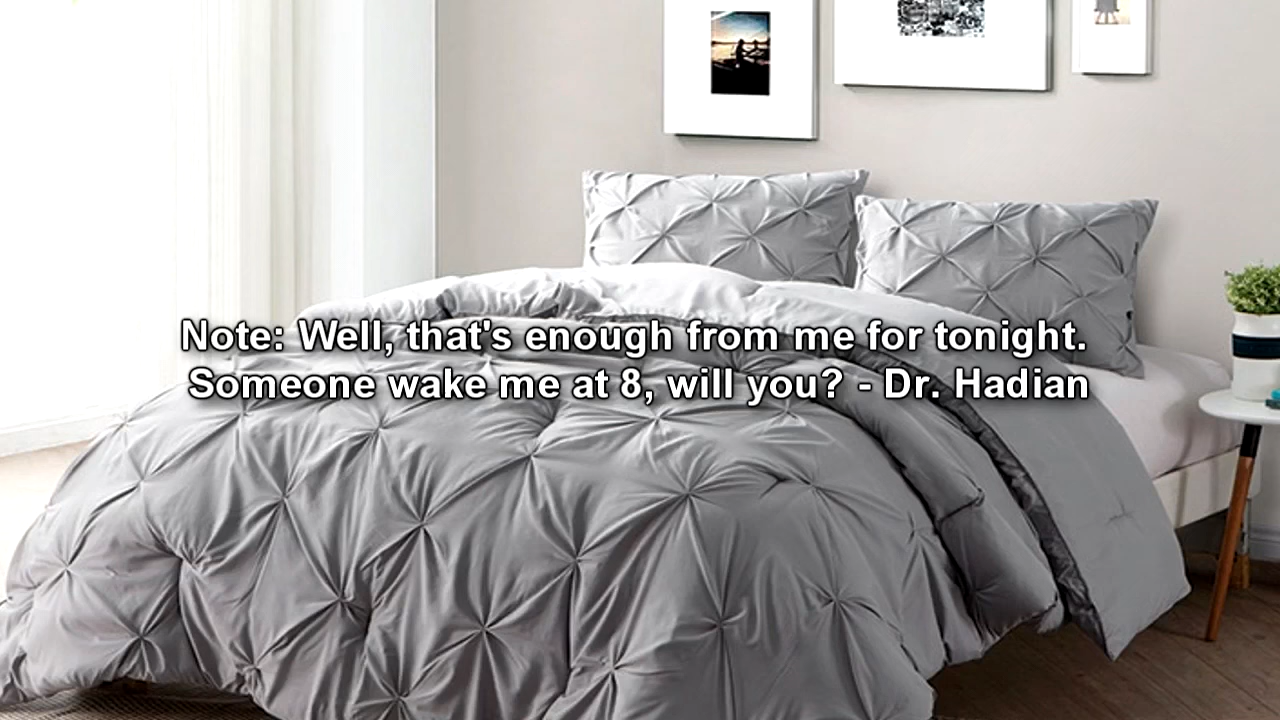 Note: Well, that's enough from me for tonight.
Someone wake me at 8, will you? - Dr. Hadian